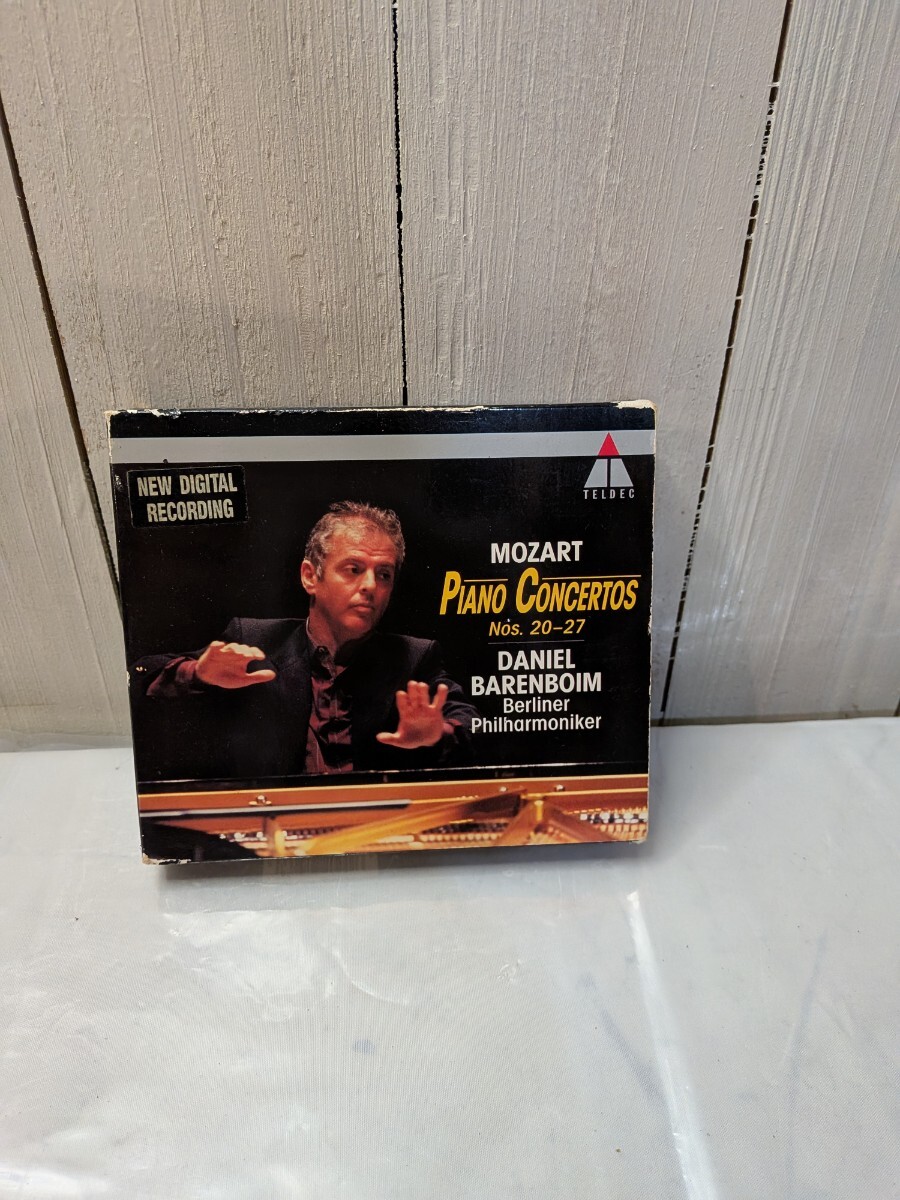 NEW DIGITAL
RECORDING
TELDEC
MOZART
PIANO CONCERTOS
Nos. 20–27
DANIEL
BARENBOIM
Berliner
Philharmoniker